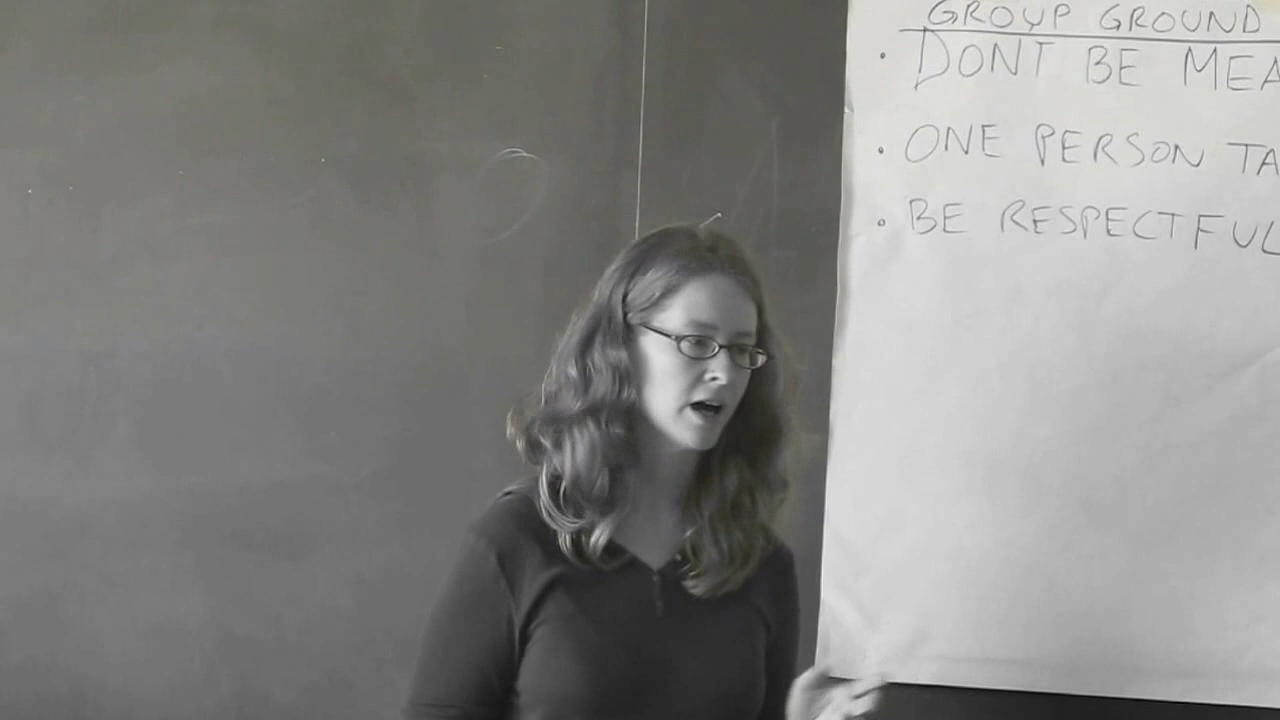 GROUP GROUND
• DONT BE MEA
• ONE PERSON TA
• BE RESPECTFUL